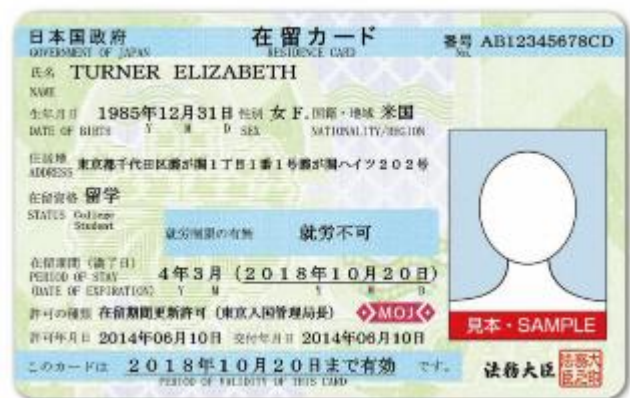 日本国政府 在留カード 番号 AB12345678CD
GOVERNMENT OF JAPAN RESIDENCE CARD No.
氏名 TURNER ELIZABETH
NAME
生年月日 1985年12月31日 性別 女 F. 国籍・地域 米国
DATE OF BIRTH Y M D SEX NATIONALITY/REGION
住居地 東京都千代田区霞が関1丁目1番1号霞が関ハイツ202号
ADDRESS
在留資格 留学
STATUS College Student
就労制限の有無 就労不可
在留期間(満了日) 4年3月(2018年10月20日)
PERIOD OF STAY
(DATE OF EXPIRATION) Y M Y M D
許可の種類 在留期間更新許可(東京入国管理局長) MOJ
見本・SAMPLE
許可年月日 2014年06月10日 交付年月日 2014年06月10日
このカードは 2018年10月20日まで有効 です。
PERIOD OF VALIDITY OF THIS CARD
法務大臣 法務大臣之印